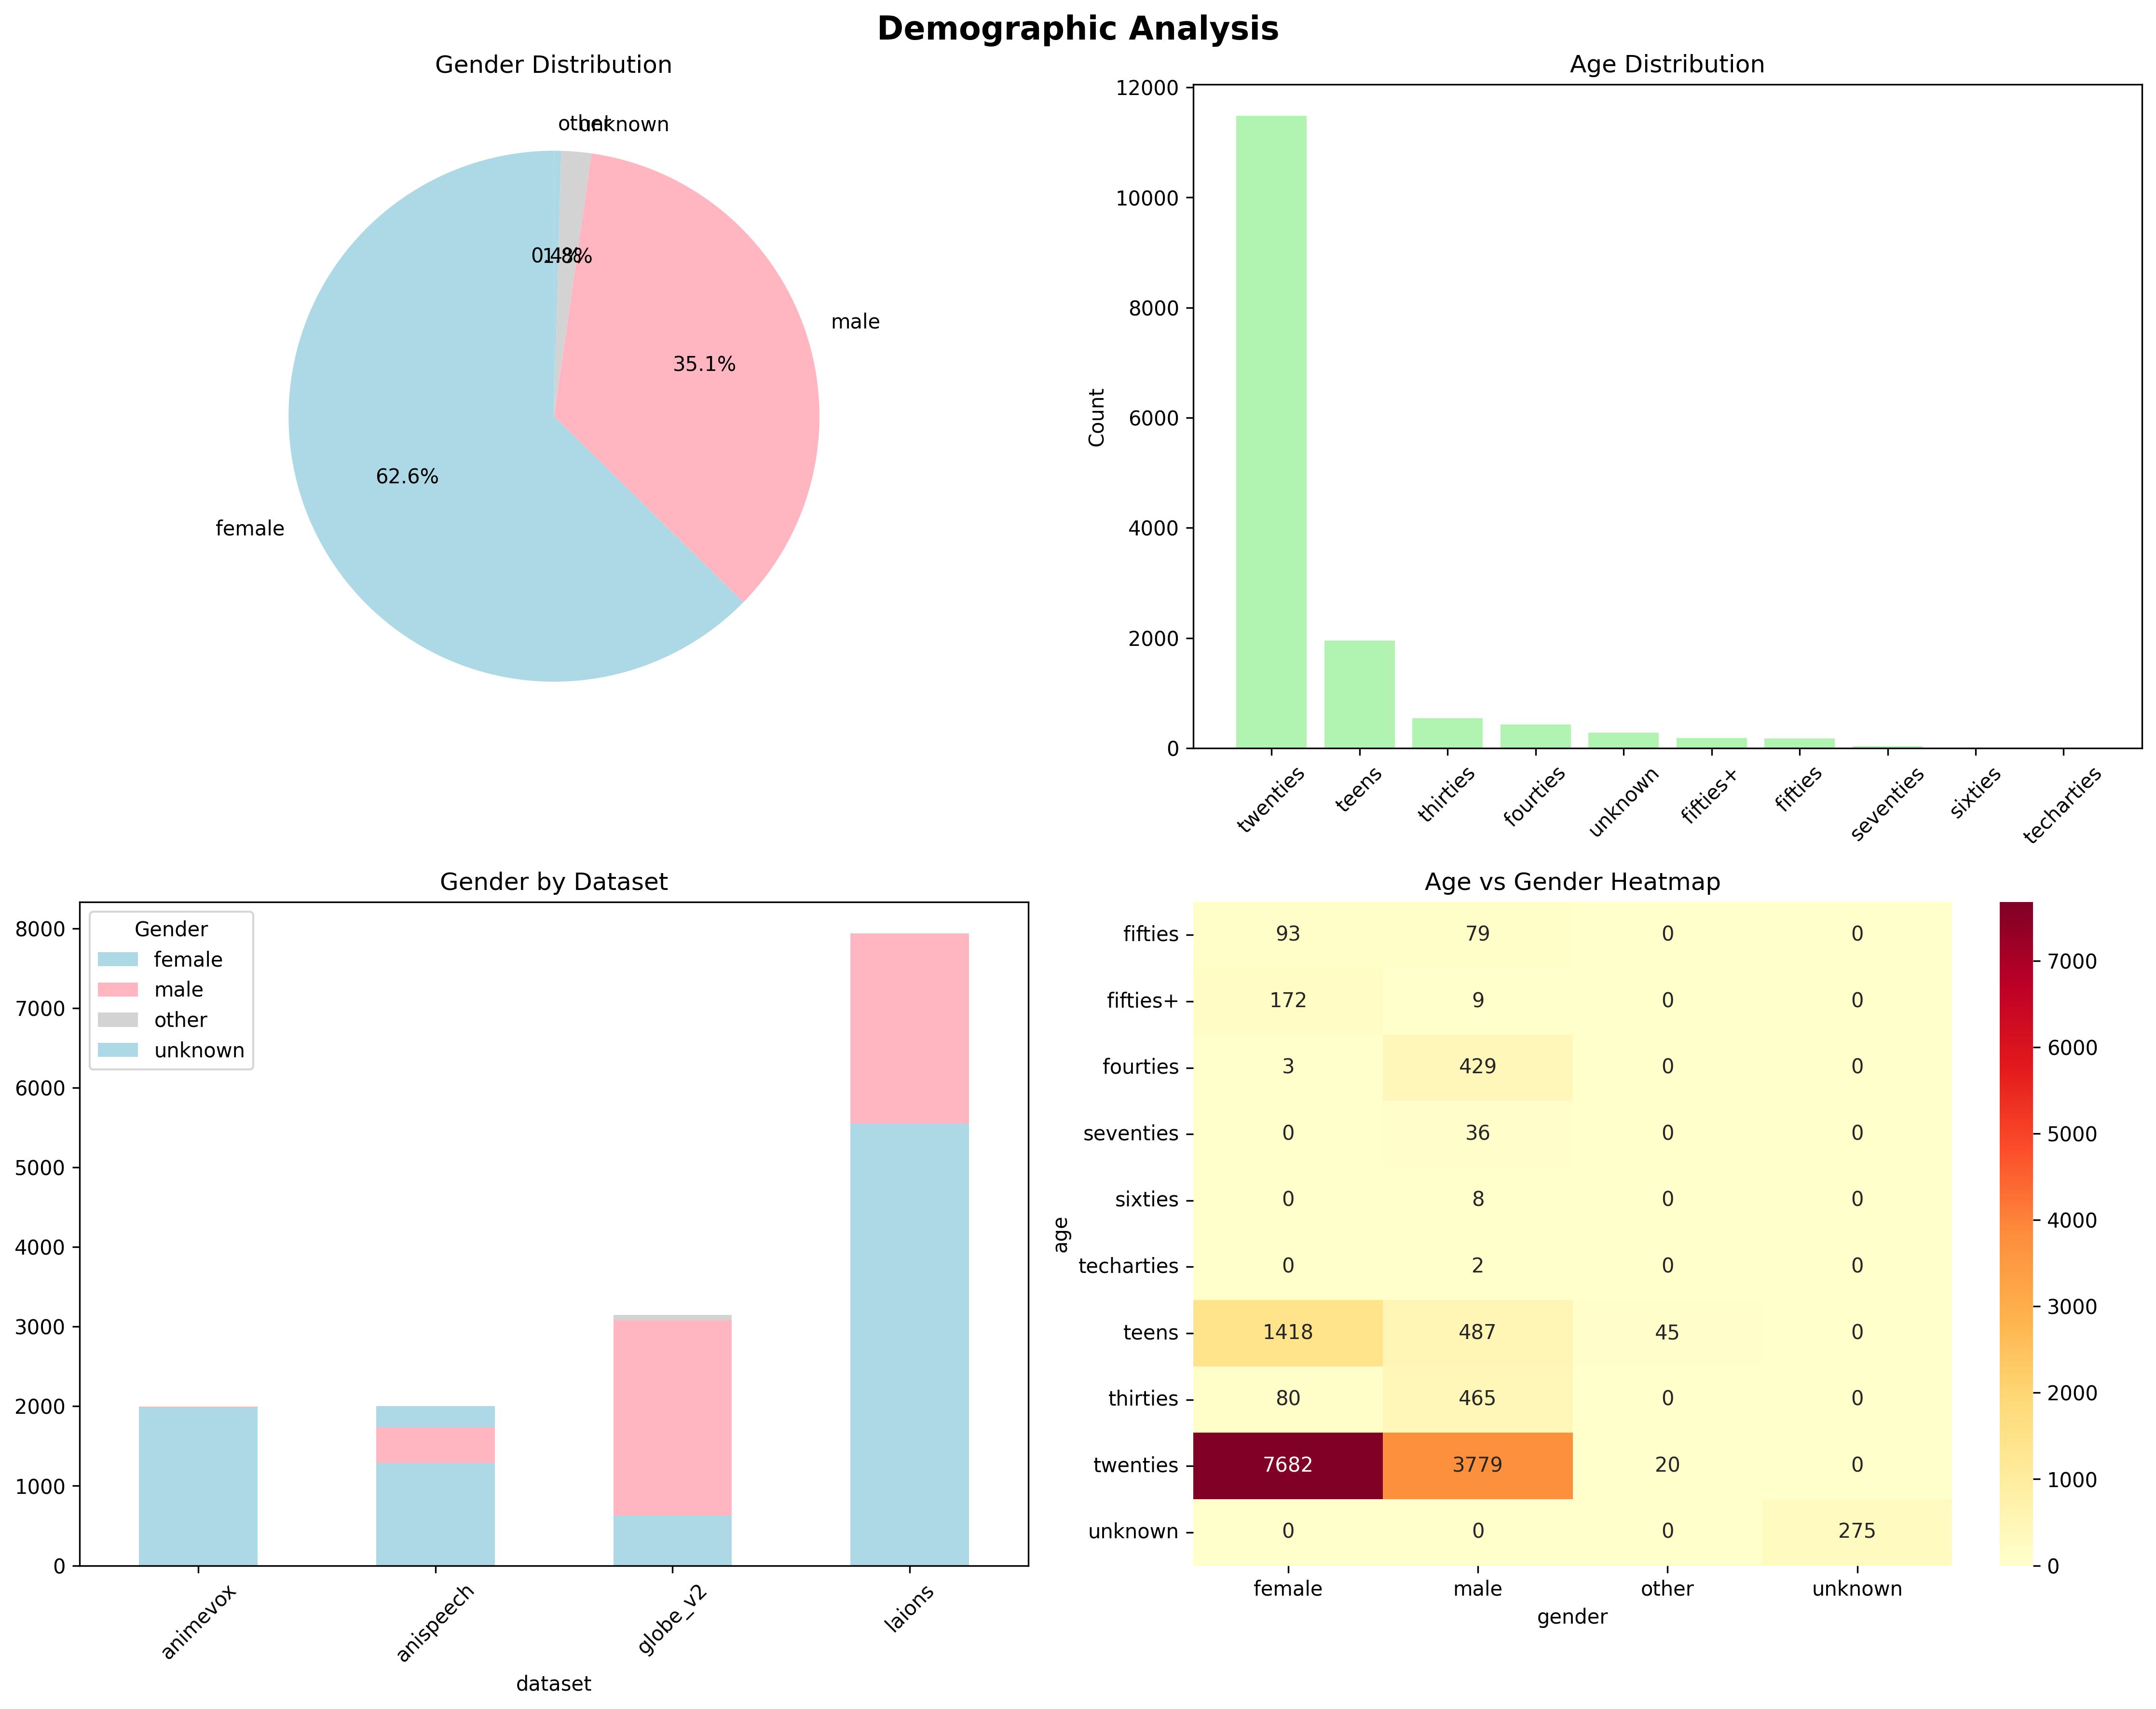 Demographic Analysis
Gender Distribution
other
unknown
0.4%
1.8%
male
35.1%
62.6%
female
Age Distribution
12000
10000
8000
6000
4000
2000
0
Count
twenties
teens
thirties
fourties
unknown
fifties+
fifties
seventies
sixties
techarties
Gender by Dataset
8000
7000
6000
5000
4000
3000
2000
1000
0
Gender
female
male
other
unknown
animevox
anispeech
globe_v2
laions
dataset
Age vs Gender Heatmap
age
fifties 93 79 0 0
fifties+ 172 9 0 0
fourties 3 429 0 0
seventies 0 36 0 0
sixties 0 8 0 0
techarties 0 2 0 0
teens 1418 487 45 0
thirties 80 465 0 0
twenties 7682 3779 20 0
unknown 0 0 0 275
female male other unknown
gender
7000
6000
5000
4000
3000
2000
1000
0